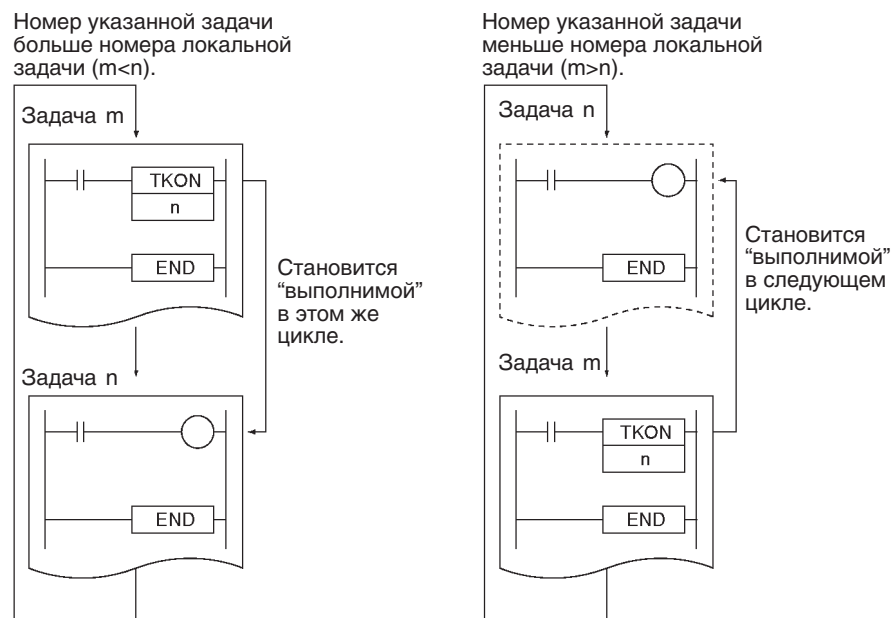 Номер указанной задачи
больше номера локальной
задачи (m<n).
Задача m
TKON
n
END
Становится
“выполнимой”
в этом же
цикле.
Задача n
END
Номер указанной задачи
меньше номера локальной
задачи (m>n).
Задача n
END
Становится
“выполнимой”
в следующем
цикле.
Задача m
TKON
n
END